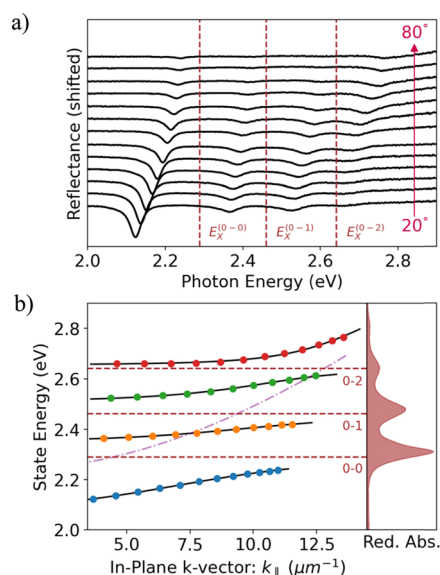 a)
Reflectance (shifted)
80°
20°
E_X^(0−0)
E_X^(0−1)
E_X^(0−2)
2.0 2.2 2.4 2.6 2.8
Photon Energy (eV)
b)
State Energy (eV)
2.8
2.6
2.4
2.2
2.0
0-2
0-1
0-0
5.0 7.5 10.0 12.5
In-Plane k-vector: k∥ (μm⁻¹)
Red. Abs.